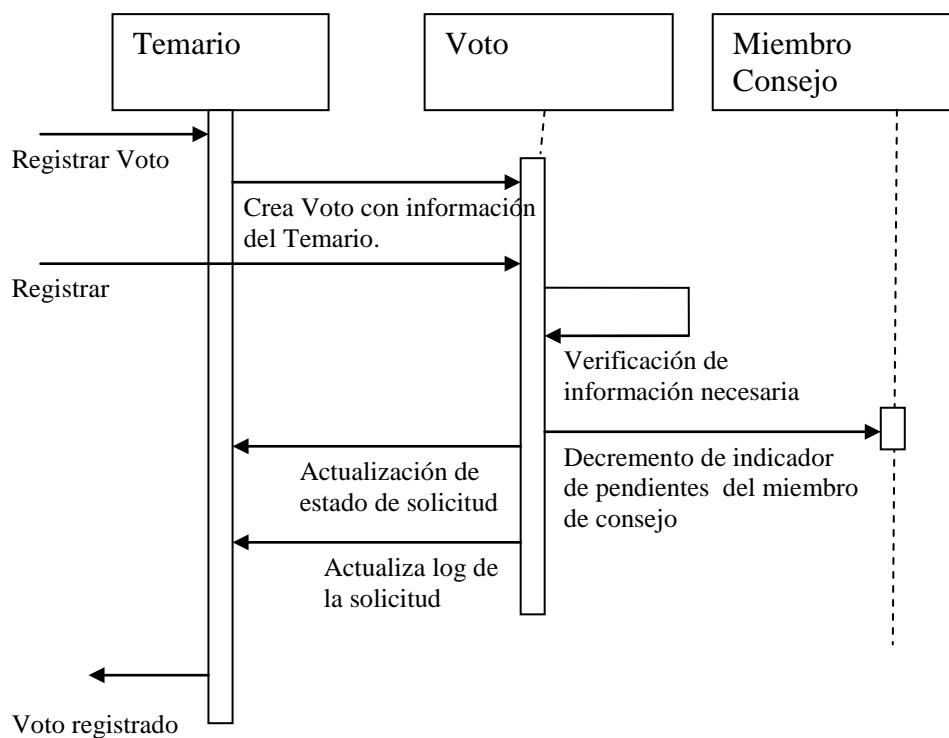 Temario
Voto
Miembro
Consejo
Registrar Voto
Crea Voto con información
del Temario.
Registrar
Verificación de
información necesaria
Actualización de
estado de solicitud
Decremento de indicador
de pendientes del miembro
de consejo
Actualiza log de
la solicitud
Voto registrado